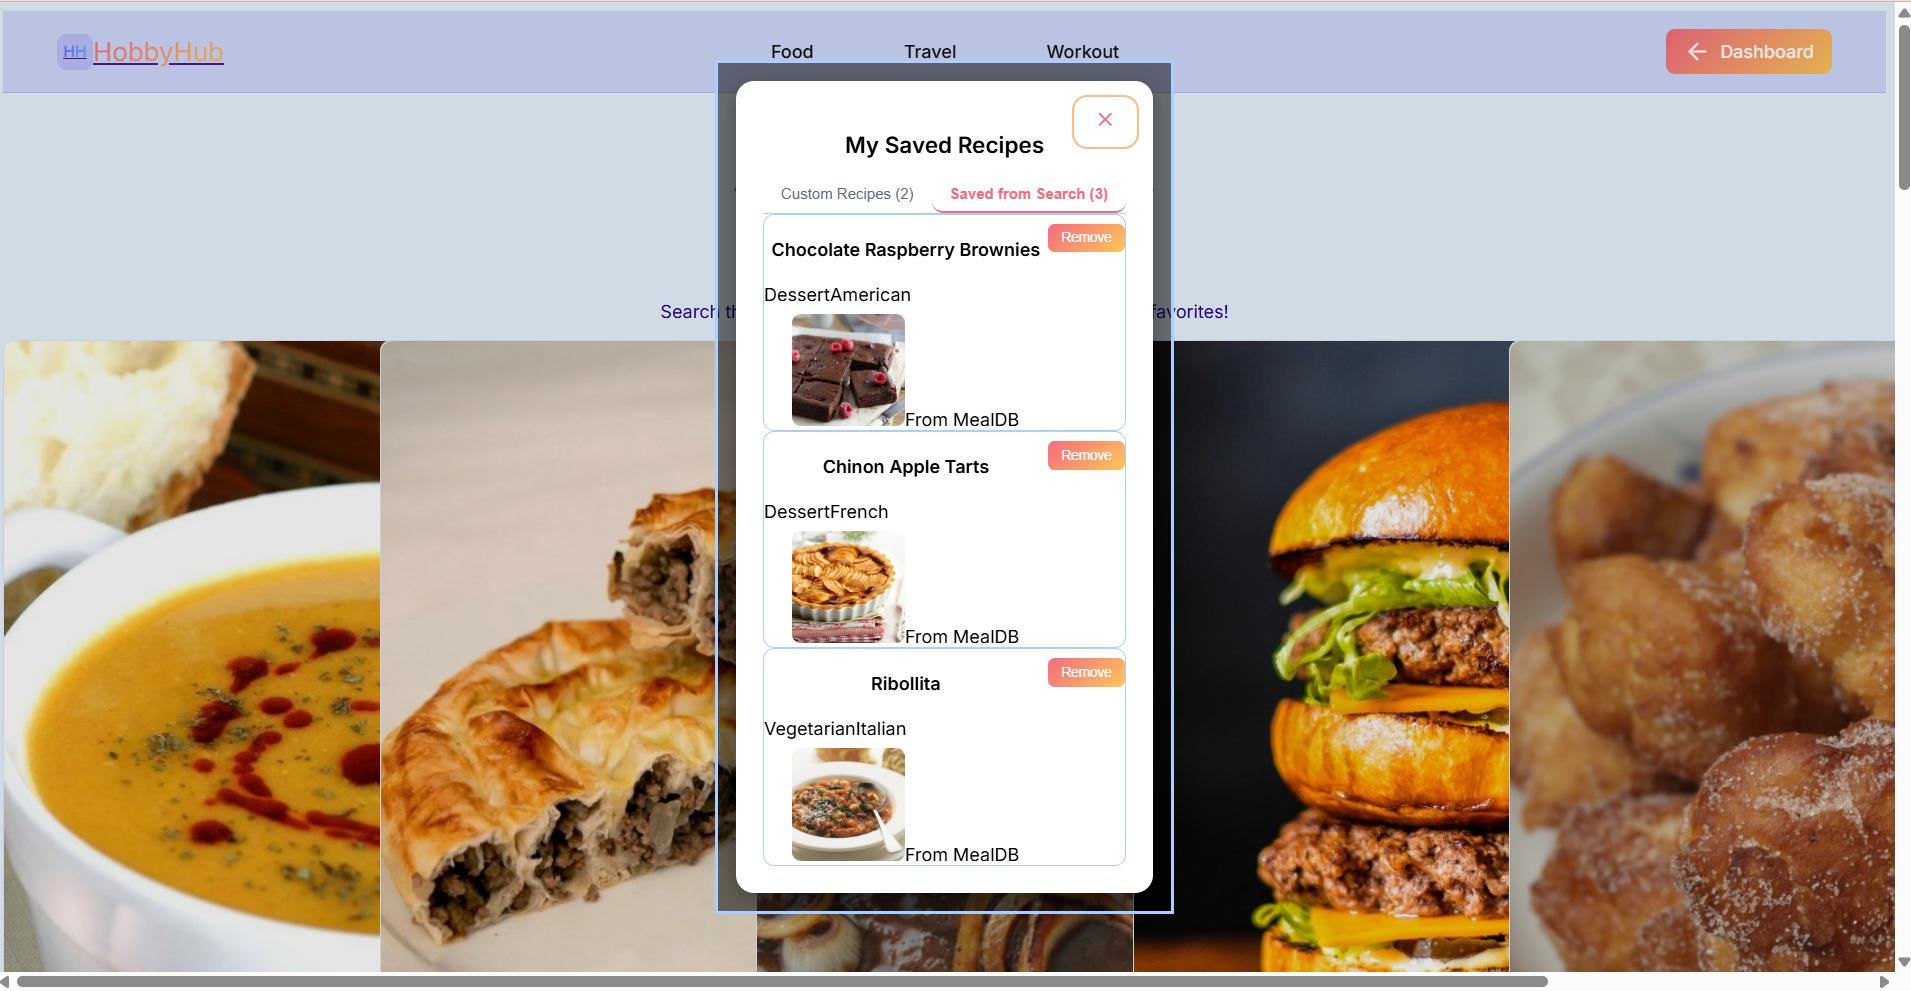 HH HobbyHub
Food Travel Workout
Dashboard
My Saved Recipes
Custom Recipes (2) Saved from Search (3)
Chocolate Raspberry Brownies
Remove
DessertAmerican
From MealDB
Chinon Apple Tarts
Remove
DessertFrench
From MealDB
Ribollita
Remove
VegetarianItalian
From MealDB
Search
favorites!